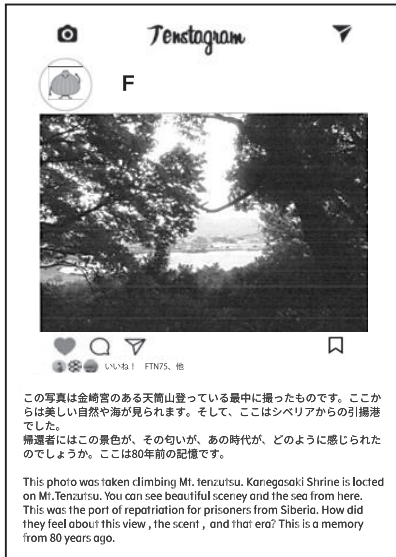 Tenstagram
F
いいね！ FTN75、他
この写真は金崎宮のある天筒山登っている最中に撮ったものです。ここか
らは美しい自然や海が見られます。そして、ここはシベリアからの引揚港
でした。
帰還者にはこの景色が、その匂いが、あの時代が、どのように感じられた
のでしょうか。ここは80年前の記憶です。
This photo was taken climbing Mt. tenzutsu. Kanegasaki Shrine is locted
on Mt.Tenzutsu. You can see beautiful sceney and the sea from here.
This was the port of repatriation for prisoners from Siberia. How did
they feel about this view , the scent , and that era? This is a memory
from 80 years ago.